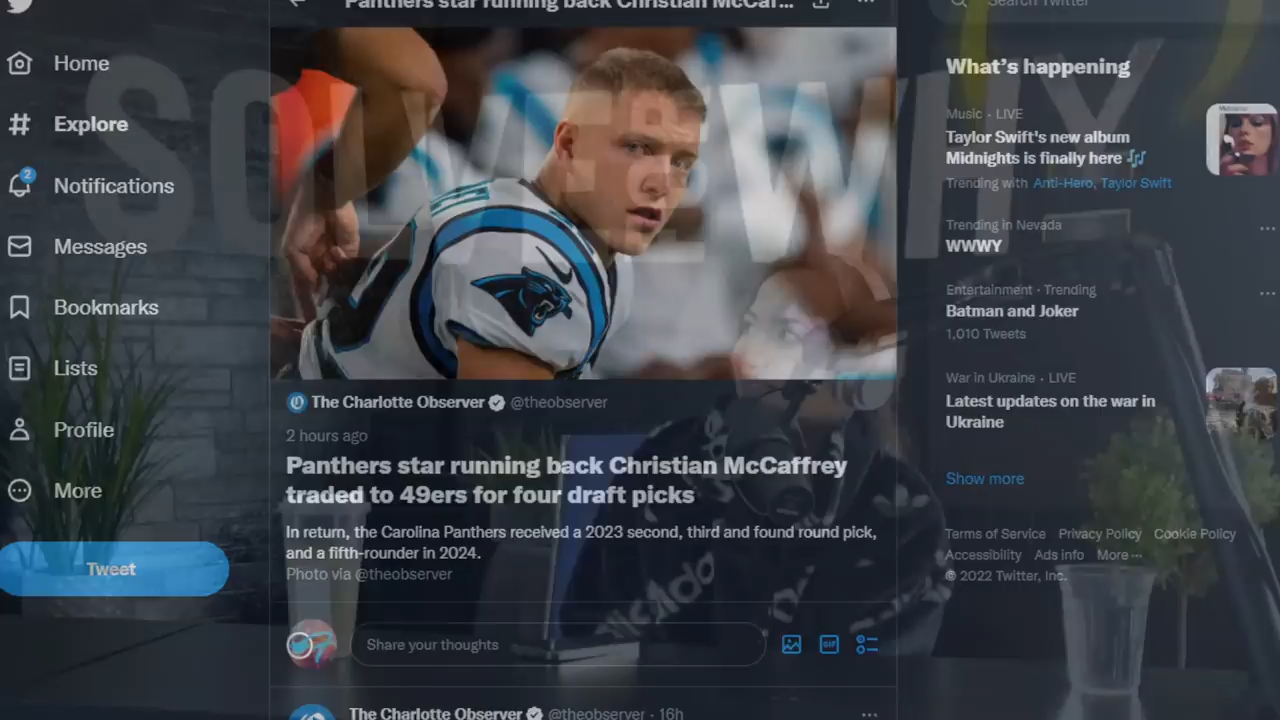 Panthers star running back Christian McCaf...
Search Twitter
Home
Explore
2
Notifications
Messages
Bookmarks
Lists
Profile
More
Tweet
SOLVEWHY
The Charlotte Observer @theobserver
2 hours ago
Panthers star running back Christian McCaffrey
traded to 49ers for four draft picks
In return, the Carolina Panthers received a 2023 second, third and found round pick,
and a fifth-rounder in 2024.
Photo via @theobserver
Share your thoughts
GIF
The Charlotte Observer @theobserver · 16h
What's happening
Music · LIVE
Taylor Swift's new album
Midnights is finally here
Trending with Anti-Hero, Taylor Swift
Trending in Nevada
WWWY
Entertainment · Trending
Batman and Joker
1,010 Tweets
War in Ukraine · LIVE
Latest updates on the war in
Ukraine
Show more
Terms of Service Privacy Policy Cookie Policy
Accessibility Ads info More ...
© 2022 Twitter, Inc.